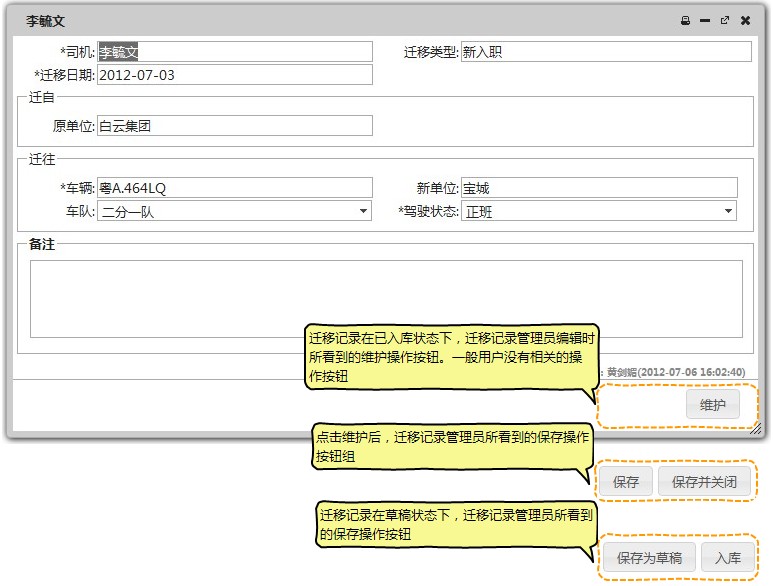 李毓文
*司机: 李毓文 迁移类型: 新入职
*迁移日期: 2012-07-03
迁自
原单位: 白云集团
迁往
*车辆: 粤A.464LQ 新单位: 宝城
车队: 二分一队 *驾驶状态: 正班
备注
迁移记录在已入库状态下，迁移记录管理员编辑时
所看到的维护操作按钮。一般用户没有相关的操
作按钮
: 黄剑媚(2012-07-06 16:02:40)
维护
点击维护后，迁移记录管理员所看到的保存操作
按钮组
保存 保存并关闭
迁移记录在草稿状态下，迁移记录管理员所看到
的保存操作按钮
保存为草稿 入库